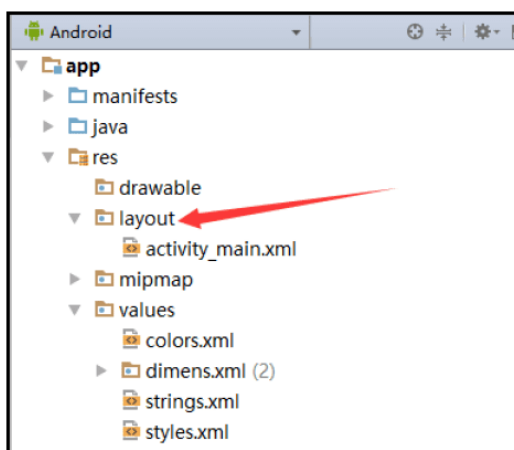 Android
app
manifests
java
res
drawable
layout
activity_main.xml
mipmap
values
colors.xml
dimens.xml (2)
strings.xml
styles.xml